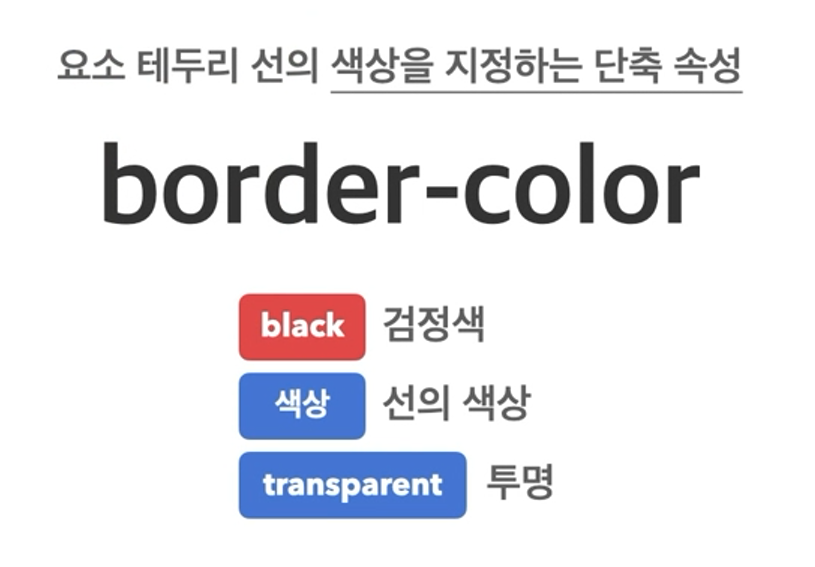 요소 테두리 선의 색상을 지정하는 단축 속성
border-color
black 검정색
색상 선의 색상
transparent 투명